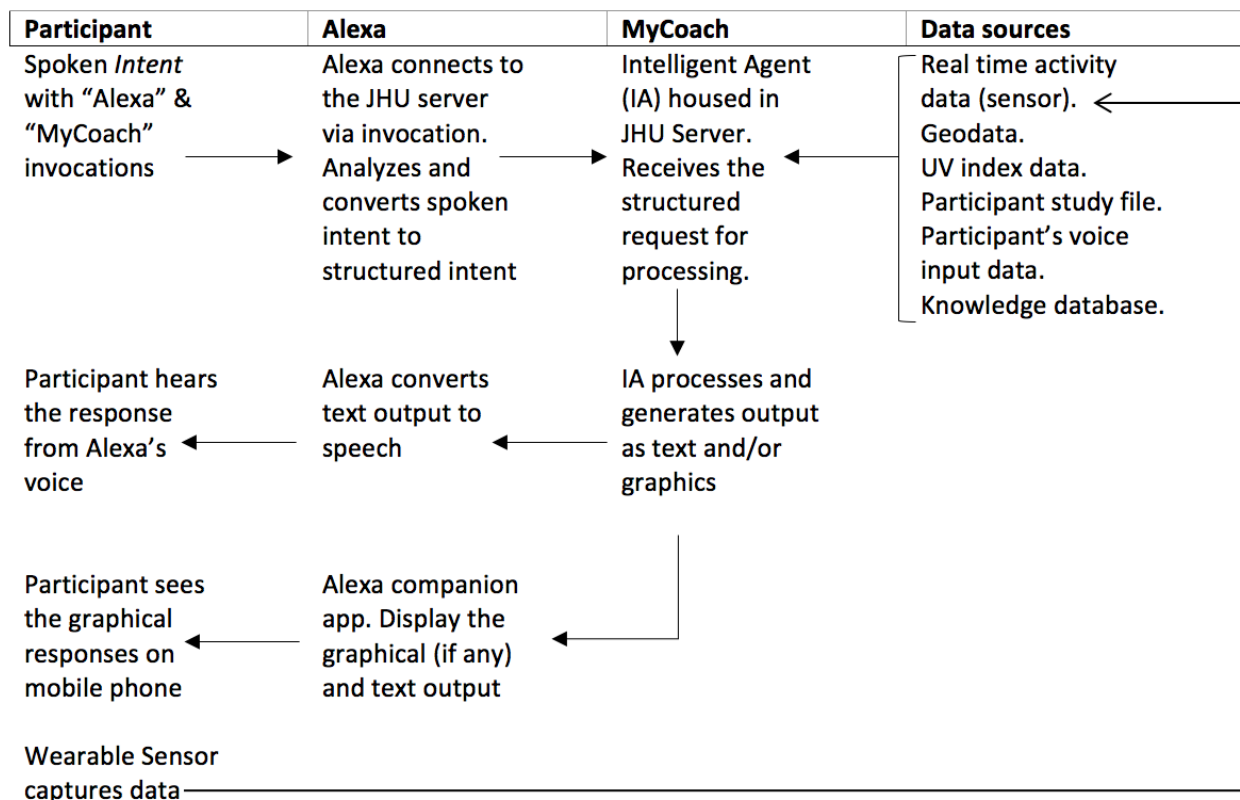 Participant
Alexa
MyCoach
Data sources
Spoken Intent
with “Alexa” &
“MyCoach”
invocations
Alexa connects to
the JHU server
via invocation.
Analyzes and
converts spoken
intent to
structured intent
Intelligent Agent
(IA) housed in
JHU Server.
Receives the
structured
request for
processing.
Real time activity
data (sensor).
Geodata.
UV index data.
Participant study file.
Participant’s voice
input data.
Knowledge database.
Participant hears
the response
from Alexa’s
voice
Alexa converts
text output to
speech
IA processes and
generates output
as text and/or
graphics
Participant sees
the graphical
responses on
mobile phone
Alexa companion
app. Display the
graphical (if any)
and text output
Wearable Sensor
captures data